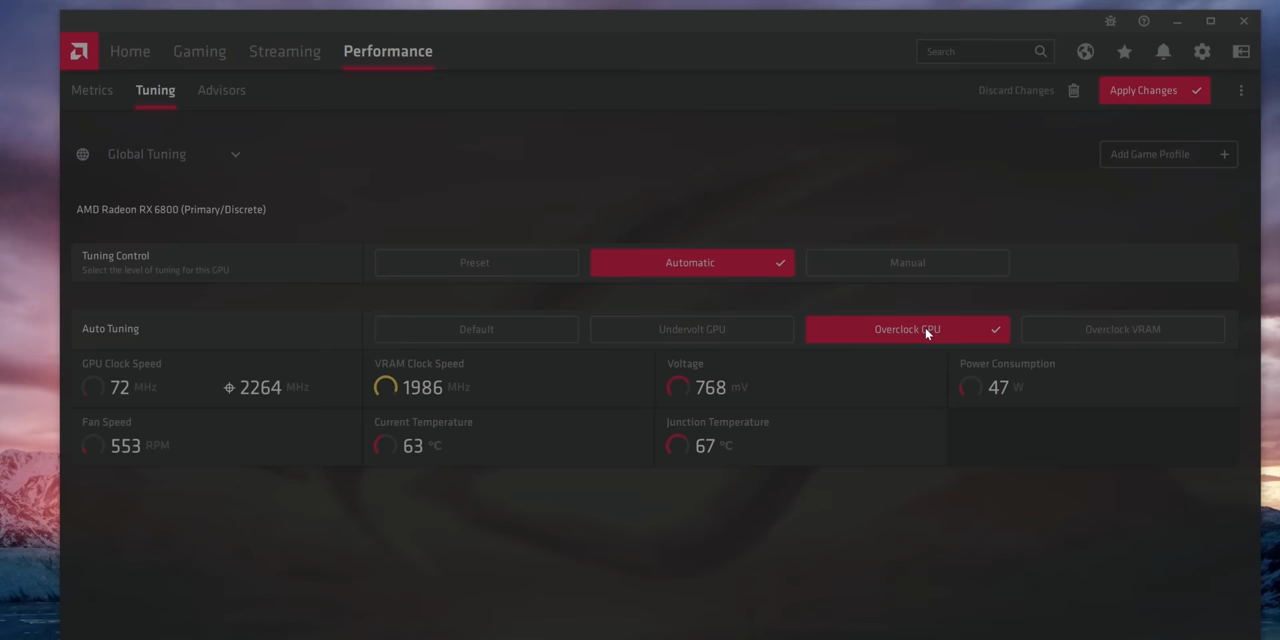 Home Gaming Streaming Performance Search
Metrics Tuning Advisors Discard Changes Apply Changes
Global Tuning Add Game Profile
AMD Radeon RX 6800 (Primary/Discrete)
Tuning Control Preset Automatic Manual
Select the level of tuning for this GPU
Auto Tuning Default Undervolt GPU Overclock GPU Overclock VRAM
GPU Clock Speed VRAM Clock Speed Voltage Power Consumption
72 MHz 2264 MHz 1986 MHz 768 mV 47 W
Fan Speed Current Temperature Junction Temperature
553 RPM 63 °C 67 °C